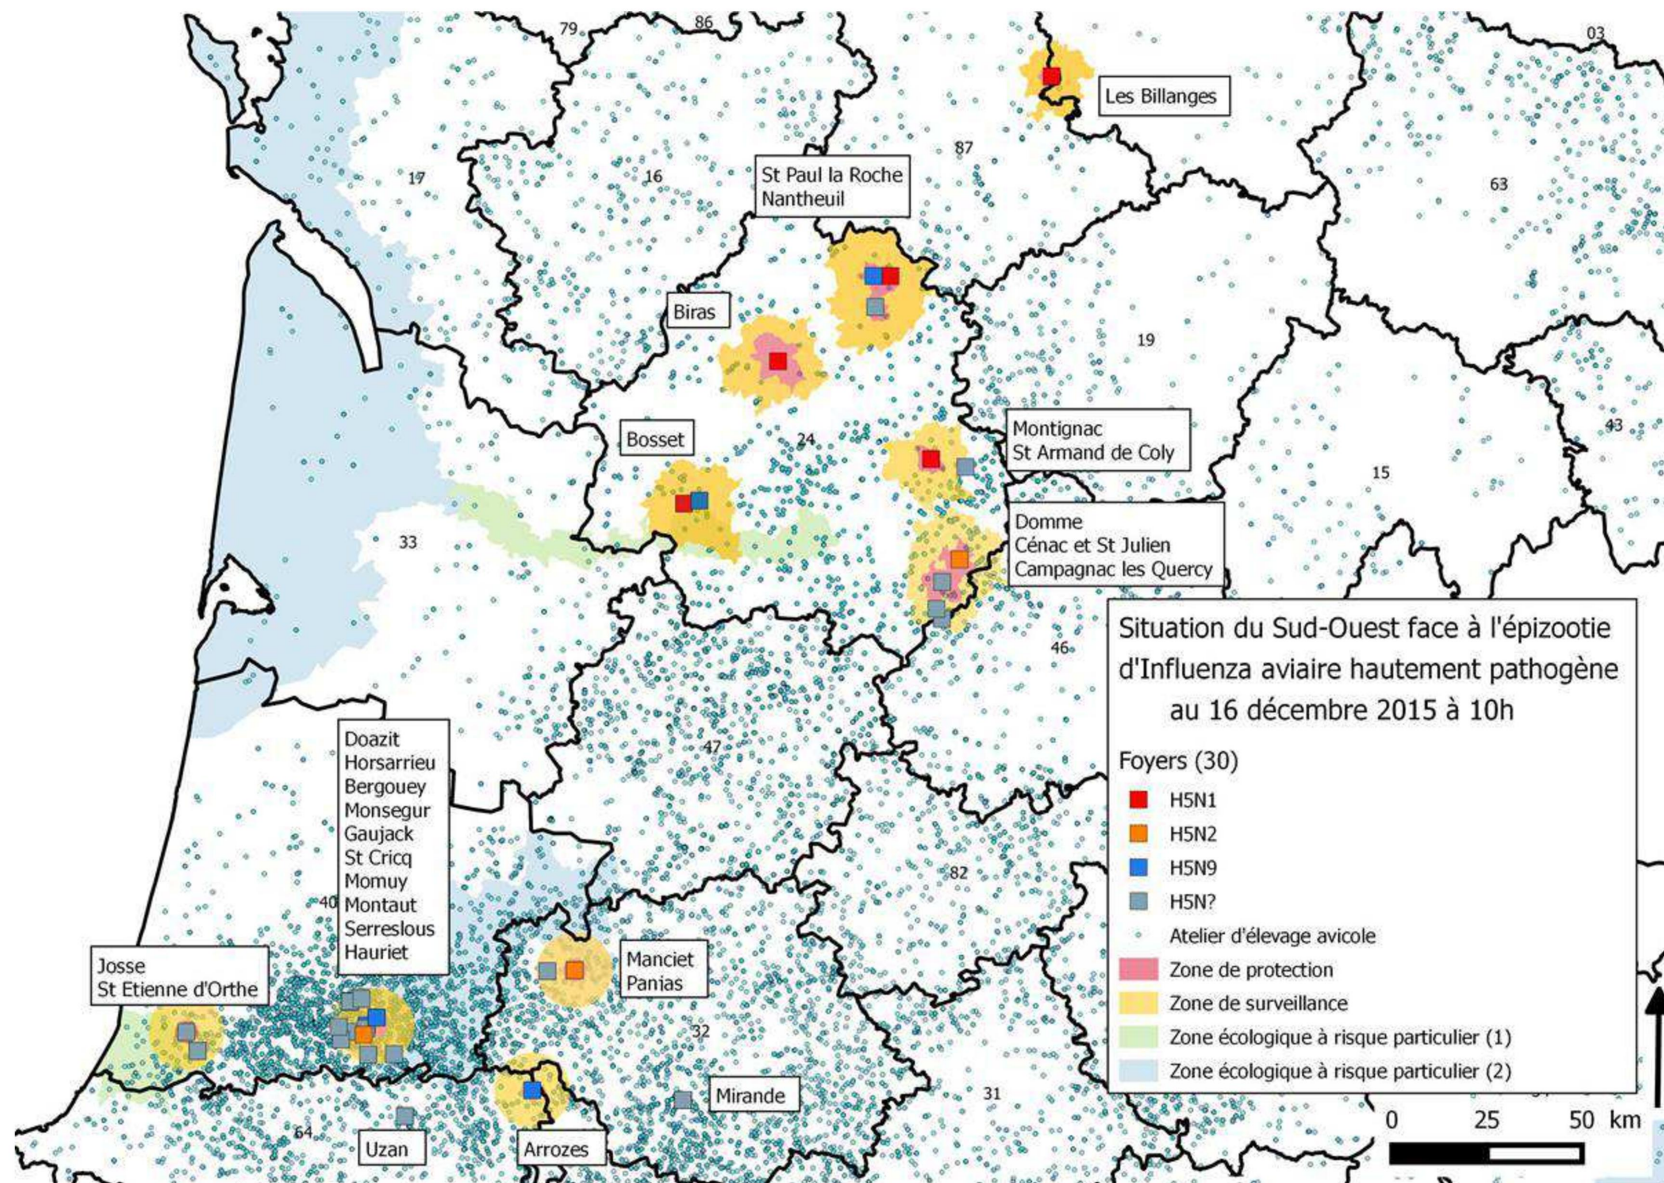 79
86
03
Les Billanges
87
17
16
63
St Paul la Roche
Nantheuil
Biras
19
Bosset
24
Montignac
St Armand de Coly
43
15
33
Domme
Cénac et St Julien
Campagnac les Quercy
46
Situation du Sud-Ouest face à l'épizootie
d'Influenza aviaire hautement pathogène
au 16 décembre 2015 à 10h
Foyers (30)
H5N1
H5N2
H5N9
H5N?
Atelier d'élevage avicole
Zone de protection
Zone de surveillance
Zone écologique à risque particulier (1)
Zone écologique à risque particulier (2)
47
Doazit
Horsarrieu
Bergouey
Monsegur
Gaujack
St Cricq
Momuy
Montaut
Serreslous
Hauriet
82
40
Josse
St Etienne d'Orthe
Manciet
Panias
32
31
Mirande
64
Uzan
Arrozes
0 25 50 km